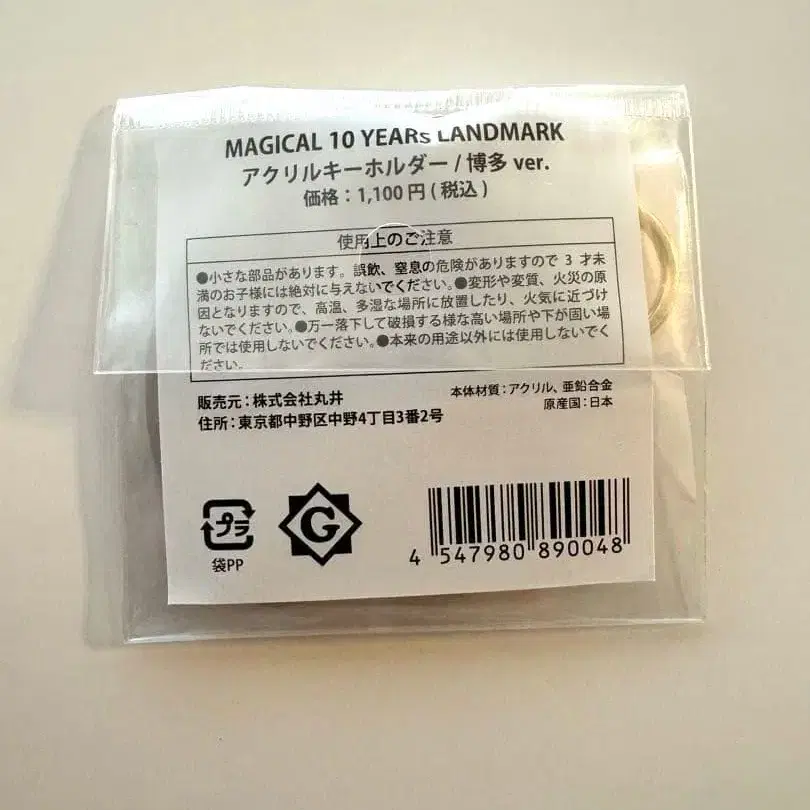 MAGICAL 10 YEARs LANDMARK
アクリルキーホルダー / 博多 ver.
価格：1,100 円 ( 税込 )
使用上のご注意
●小さな部品があります。誤飲、窒息の危険がありますので 3 才未
満のお子様には絶対に与えないでください。●変形や変質、火災の原
因となりますので、高温、多湿な場所に放置したり、火気に近づけ
ないでください。●万一落下して破損する様な高い場所や下が固い場
所では使用しないでください。●本来の用途以外には使用しないでく
ださい。
販売元：株式会社丸井
住所：東京都中野区中野4丁目3番2号
本体材質：アクリル、亜鉛合金
原産国：日本
プラ
袋PP
G
4 547980 890048